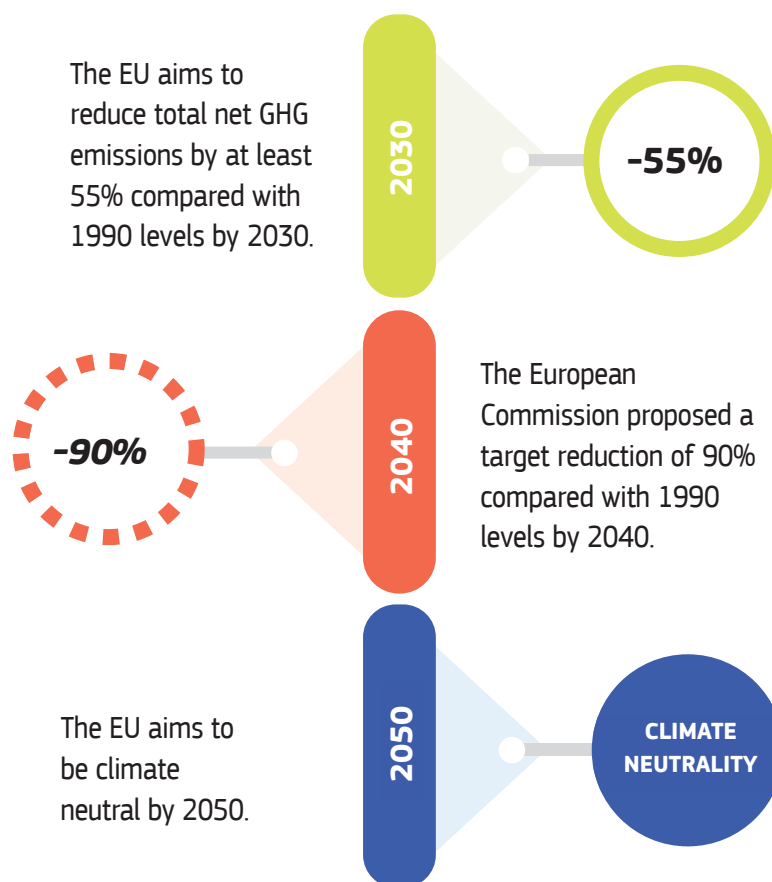 The EU aims to
reduce total net GHG
emissions by at least
55% compared with
1990 levels by 2030.
2030
-55%
-90%
2040
The European
Commission proposed a
target reduction of 90%
compared with 1990
levels by 2040.
The EU aims to
be climate
neutral by 2050.
2050
CLIMATE
NEUTRALITY